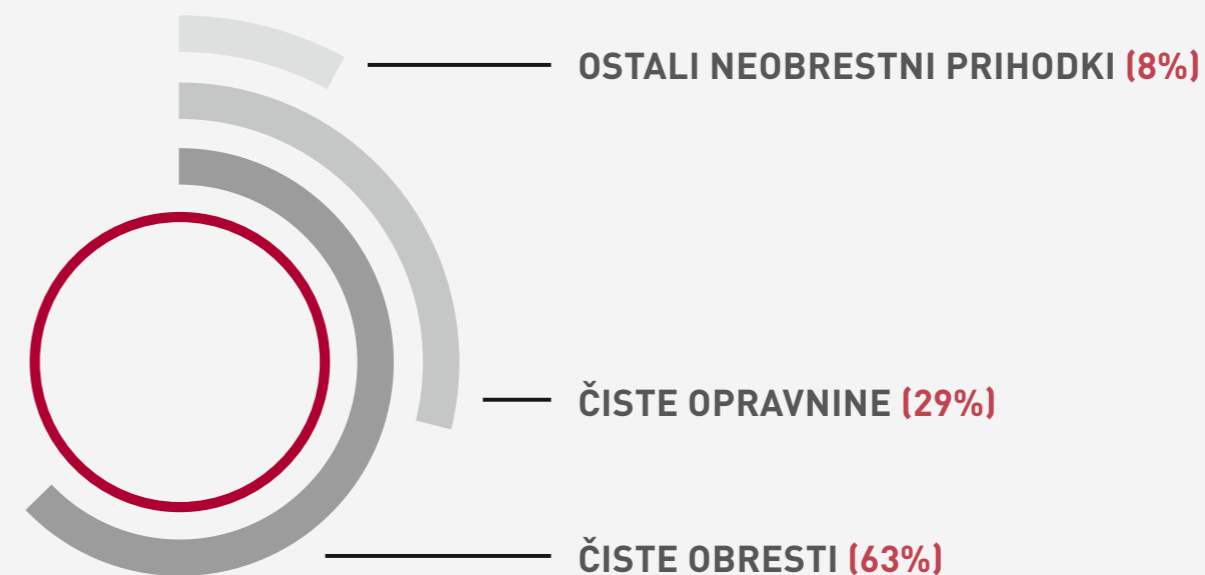 OSTALI NEOBRESTNI PRIHODKI (8%)
ČISTE OPRAVNINE (29%)
ČISTE OBRESTI (63%)